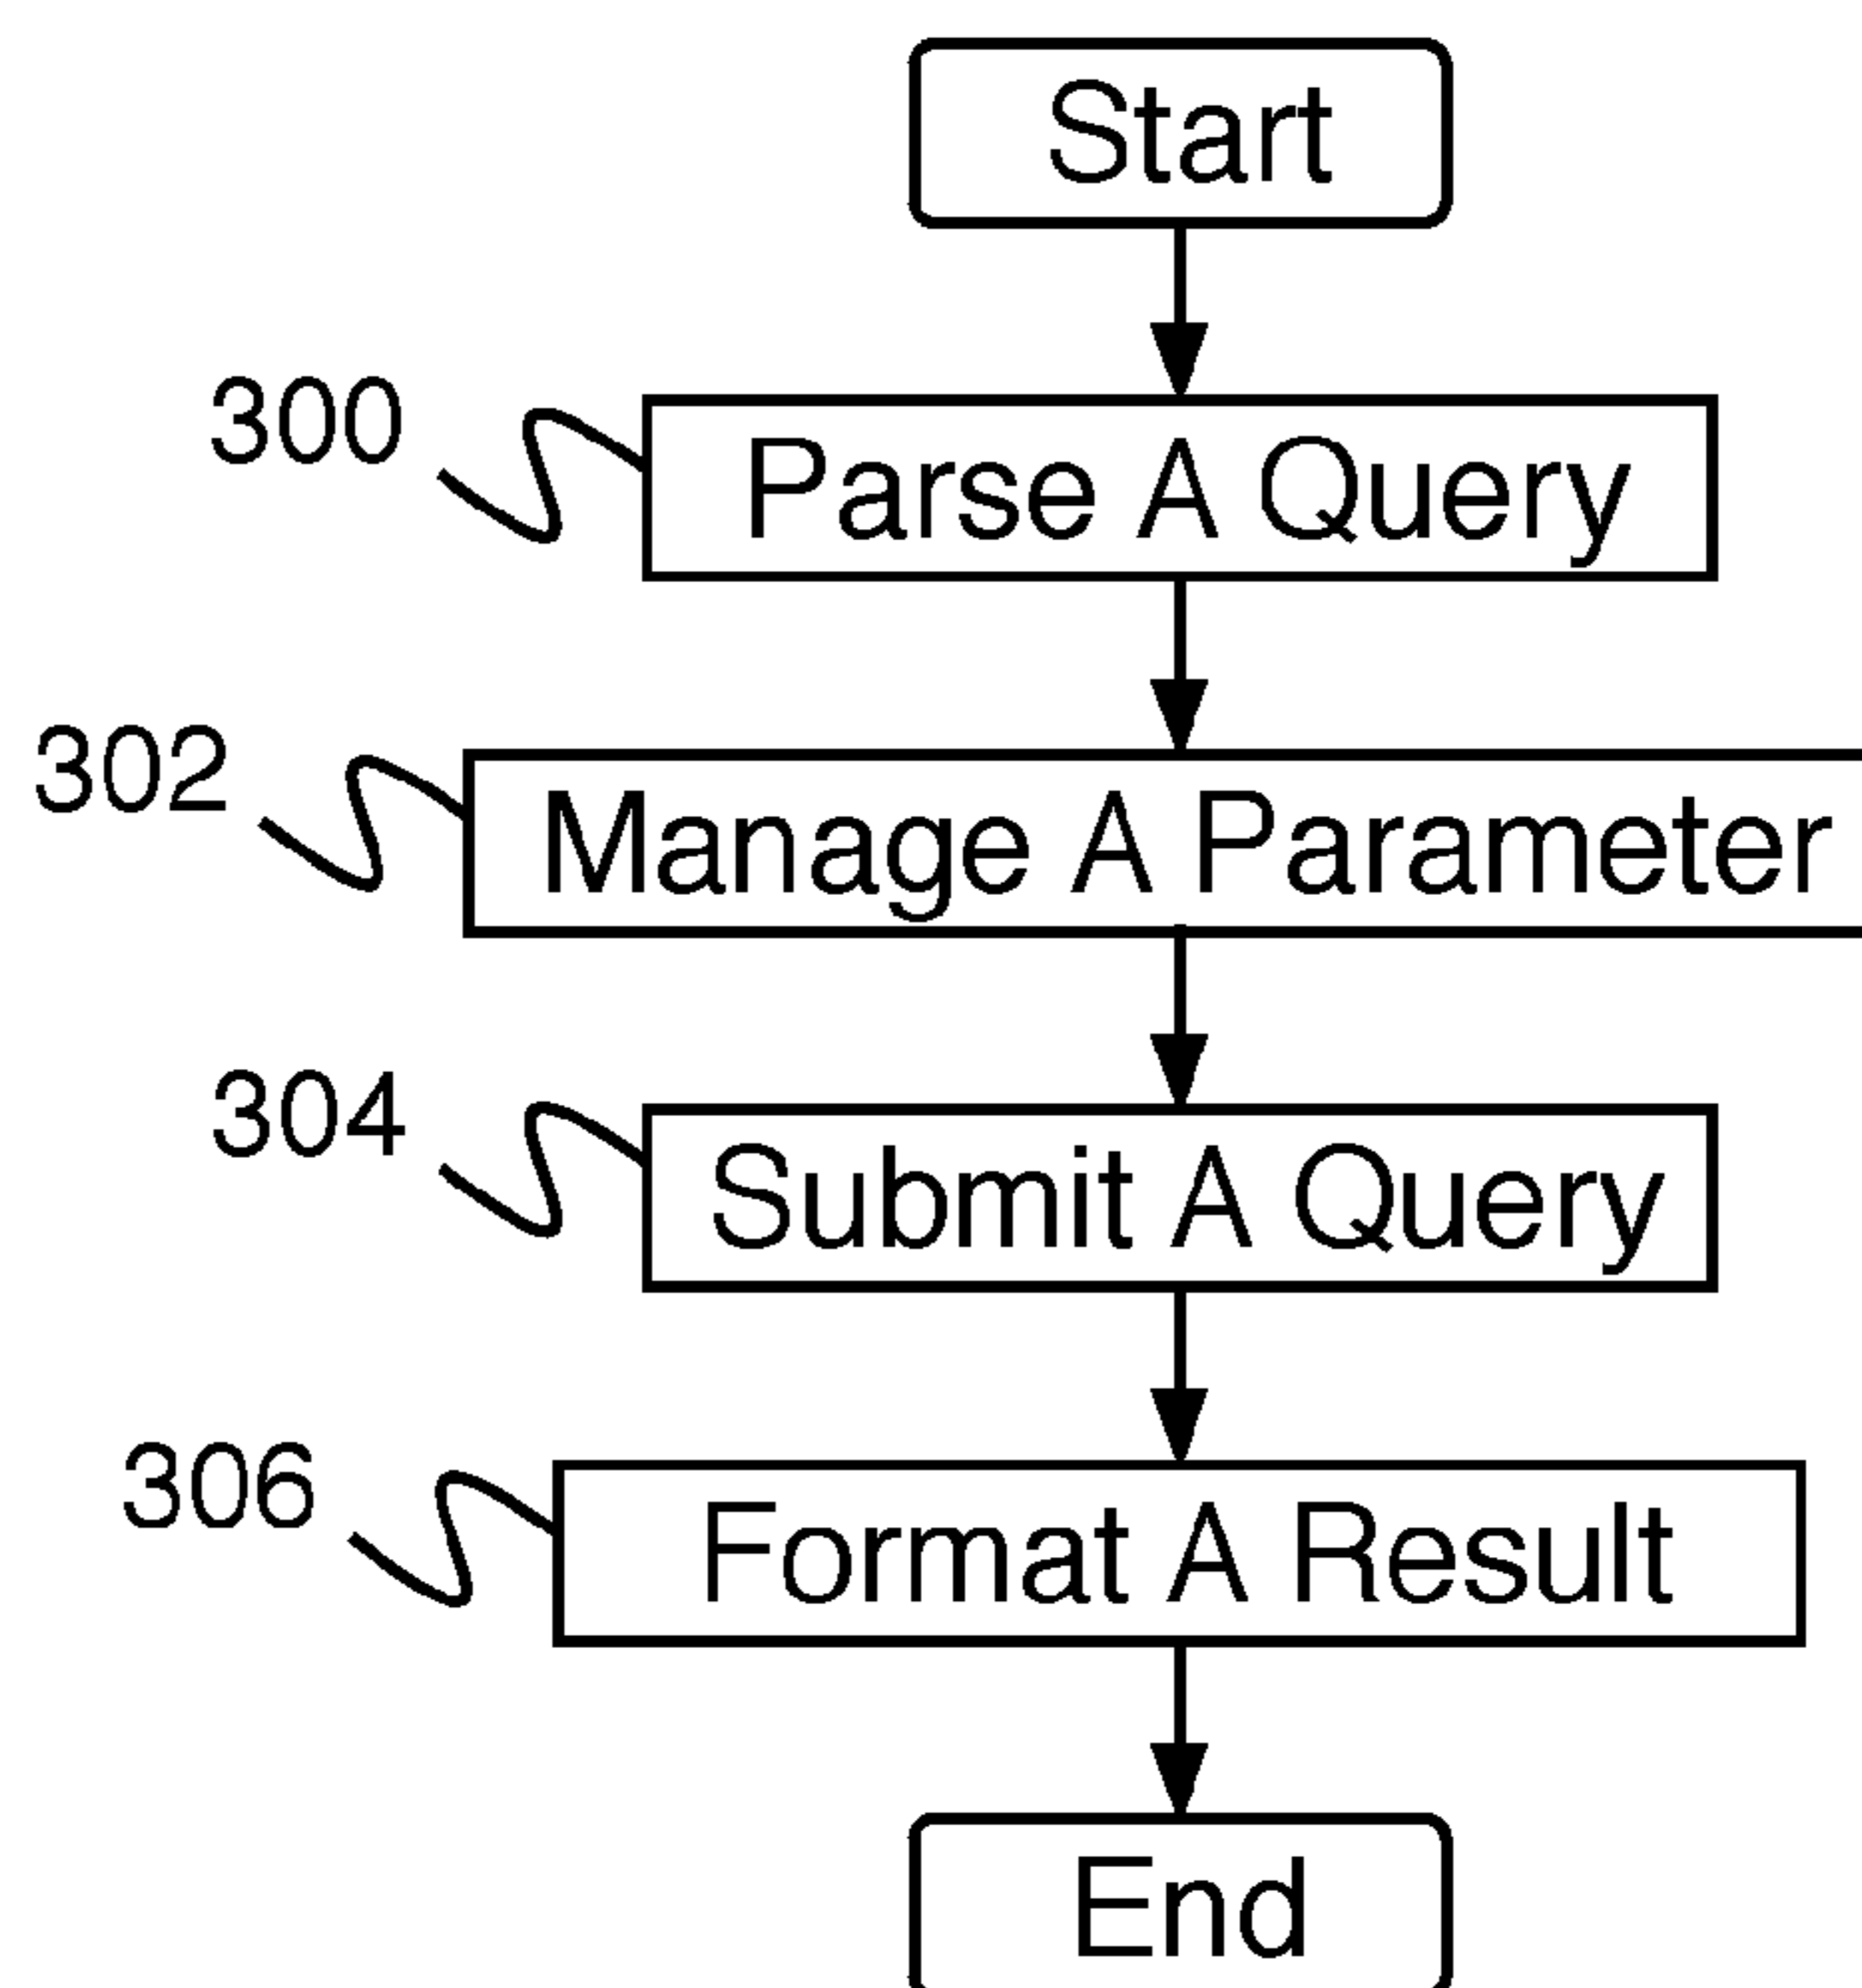 Start
300
Parse A Query
302
Manage A Parameter
304
Submit A Query
306
Format A Result
End